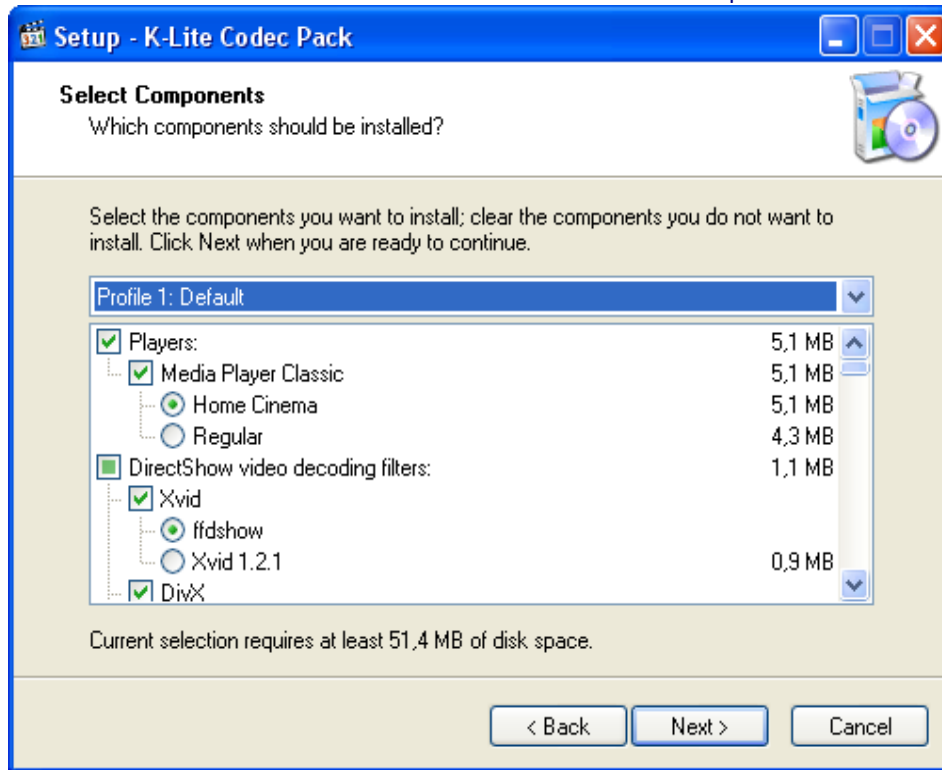 Setup - K-Lite Codec Pack
Select Components
Which components should be installed?
Select the components you want to install; clear the components you do not want to
install. Click Next when you are ready to continue.
Profile 1: Default
Players: 5,1 MB
Media Player Classic 5,1 MB
Home Cinema 5,1 MB
Regular 4,3 MB
DirectShow video decoding filters: 1,1 MB
Xvid
ffdshow
Xvid 1.2.1 0,9 MB
DivX
Current selection requires at least 51,4 MB of disk space.
< Back Next > Cancel